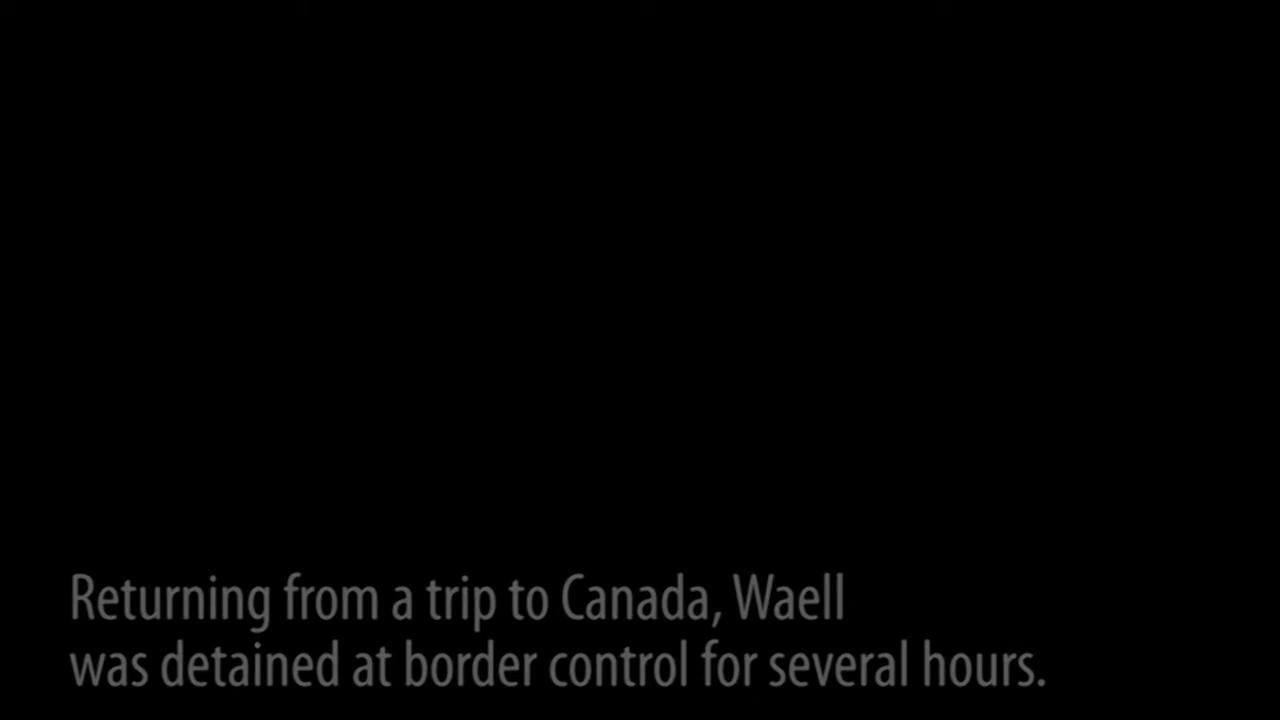 Returning from a trip to Canada, Waell
was detained at border control for several hours.